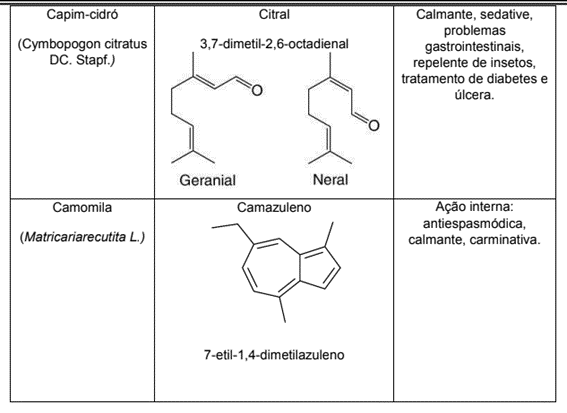 Capim-cidró
(Cymbopogon citratus
DC. Stapf.)
Citral
3,7-dimetil-2,6-octadienal
O
O
Geranial
Neral
Calmante, sedative,
problemas
gastrointestinais,
repelente de insetos,
tratamento de diabetes e
úlcera.
Camomila
(Matricariarecutita L.)
Camazuleno
7-etil-1,4-dimetilazuleno
Ação interna:
antiespasmódica,
calmante, carminativa.